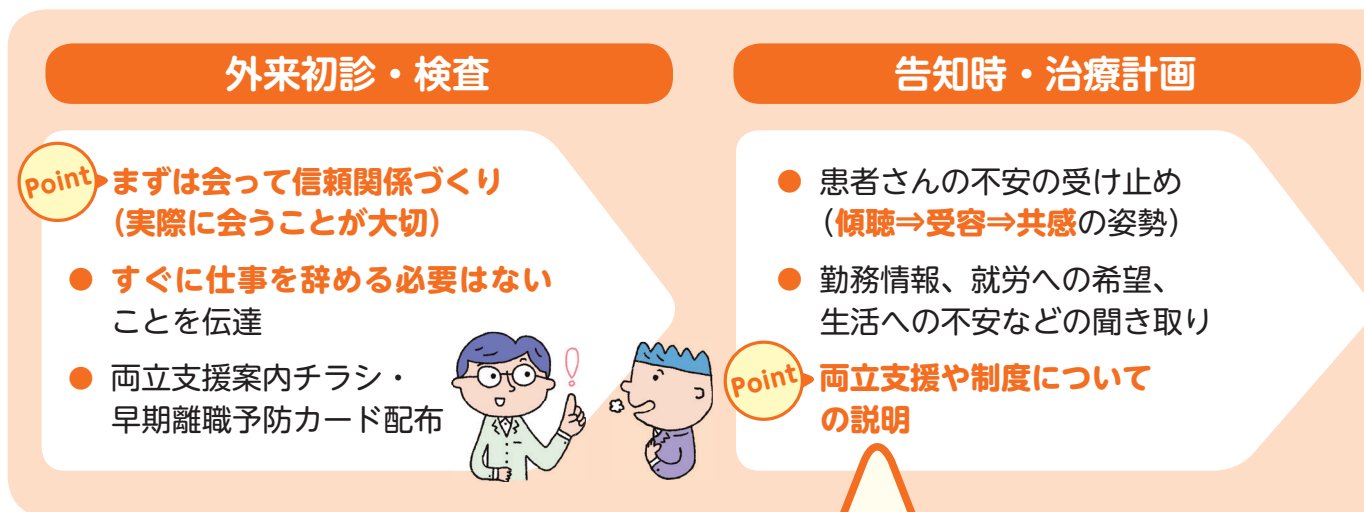 外来初診・検査
Point
まずは会って信頼関係づくり
（実際に会うことが大切）
● すぐに仕事を辞める必要はない
ことを伝達
● 両立支援案内チラシ・
早期離職予防カード配布
告知時・治療計画
● 患者さんの不安の受け止め
（傾聴⇒受容⇒共感の姿勢）
● 勤務情報、就労への希望、
生活への不安などの聞き取り
Point
両立支援や制度について
の説明